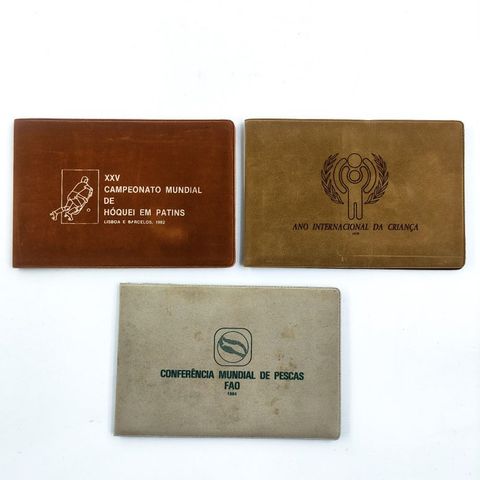 XXV
CAMPEONATO MUNDIAL
DE
HÓQUEI EM PATINS
LISBOA E BARCELOS, 1982
ANO INTERNACIONAL DA CRIANÇA
1979
CONFERÊNCIA MUNDIAL DE PESCAS
FAO
1984